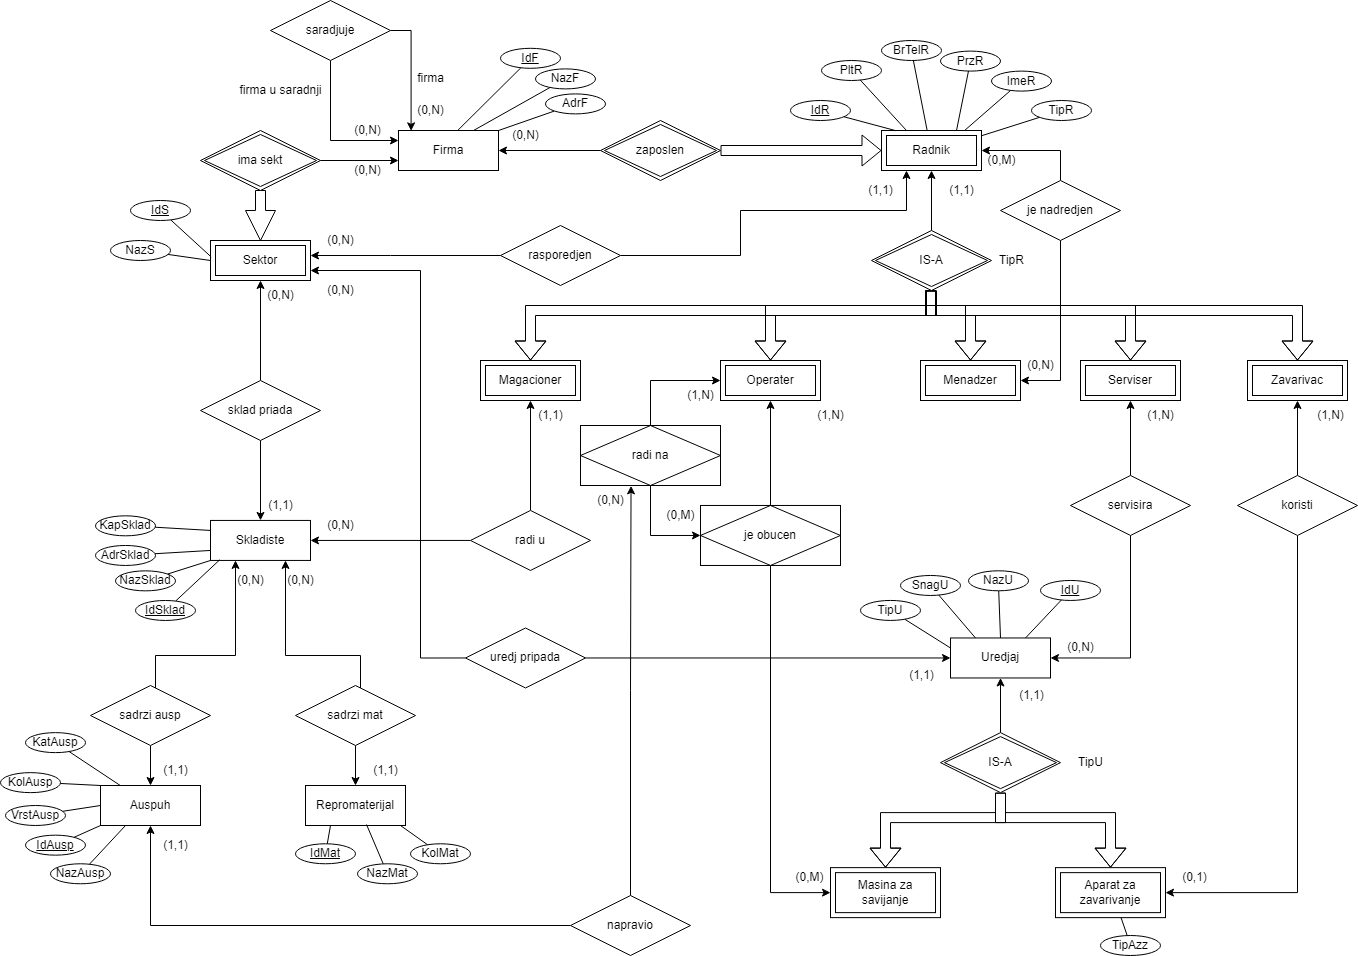 saradjuje
firma u saradnji
firma
(0,N)
(0,N)
IdF
NazF
AdrF
Firma
(0,N)
zaposlen
BrTelR
PltR
PrzR
ImeR
IdR
TipR
Radnik
(0,M)
(1,1)
(1,1)
ima sekt
(0,N)
IdS
NazS
Sektor
(0,N)
(0,N)
(0,N)
rasporedjen
je nadredjen
IS-A
TipR
Magacioner
Operater
Menadzer
Serviser
Zavarivac
(0,N)
(1,1)
(1,N)
(1,N)
(1,N)
(1,N)
sklad priada
(1,1)
radi na
(0,N)
(0,M)
je obucen
servisira
koristi
KapSklad
AdrSklad
NazSklad
IdSklad
Skladiste
(0,N)
(0,N)
(0,N)
radi u
TipU
SnagU
NazU
IdU
Uredjaj
(0,N)
(1,1)
(1,1)
uredj pripada
sadrzi ausp
sadrzi mat
(1,1)
(1,1)
KatAusp
KolAusp
VrstAusp
IdAusp
NazAusp
Auspuh
(1,1)
Repromaterijal
IdMat
NazMat
KolMat
IS-A
TipU
(0,M)
Masina za
savijanje
Aparat za
zavarivanje
(0,1)
TipAzz
napravio